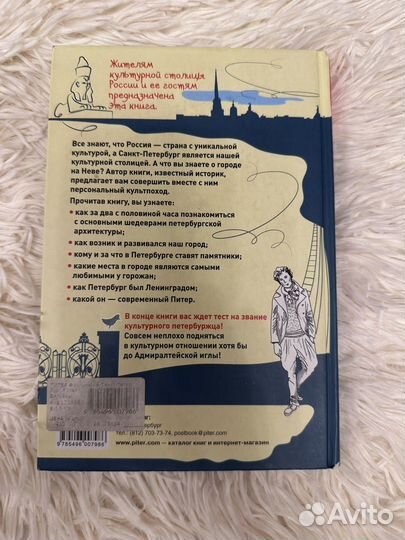 Жителям
культурной столицы
России и ее гостям
предназначена
эта книга
Все знают, что Россия — страна с уникальной
культурой, а Санкт-Петербург является нашей
культурной столицей. А что вы знаете о городе
на Неве? Автор книги, известный историк,
предлагает вам совершить вместе с ним
персональный культпоход.
Прочитав книгу, вы узнаете:
• как за два с половиной часа познакомиться
с основными шедеврами петербургской
архитектуры;
• как возник и развивался наш город;
• кому и за что в Петербурге ставят памятники;
• какие места в городе являются самыми
любимыми у горожан;
• как Петербург был Ленинградом;
• какой он — современный Питер.
В конце книги вас ждет тест на звание
культурного петербуржца!
Совсем неплохо подняться
в культурном отношении хотя бы
до Адмиралтейской иглы!
тел. (812) 703-73-74, postbook@piter.com
www.piter.com — каталог книг и интернет-магазин
9 785496 007986
Avito